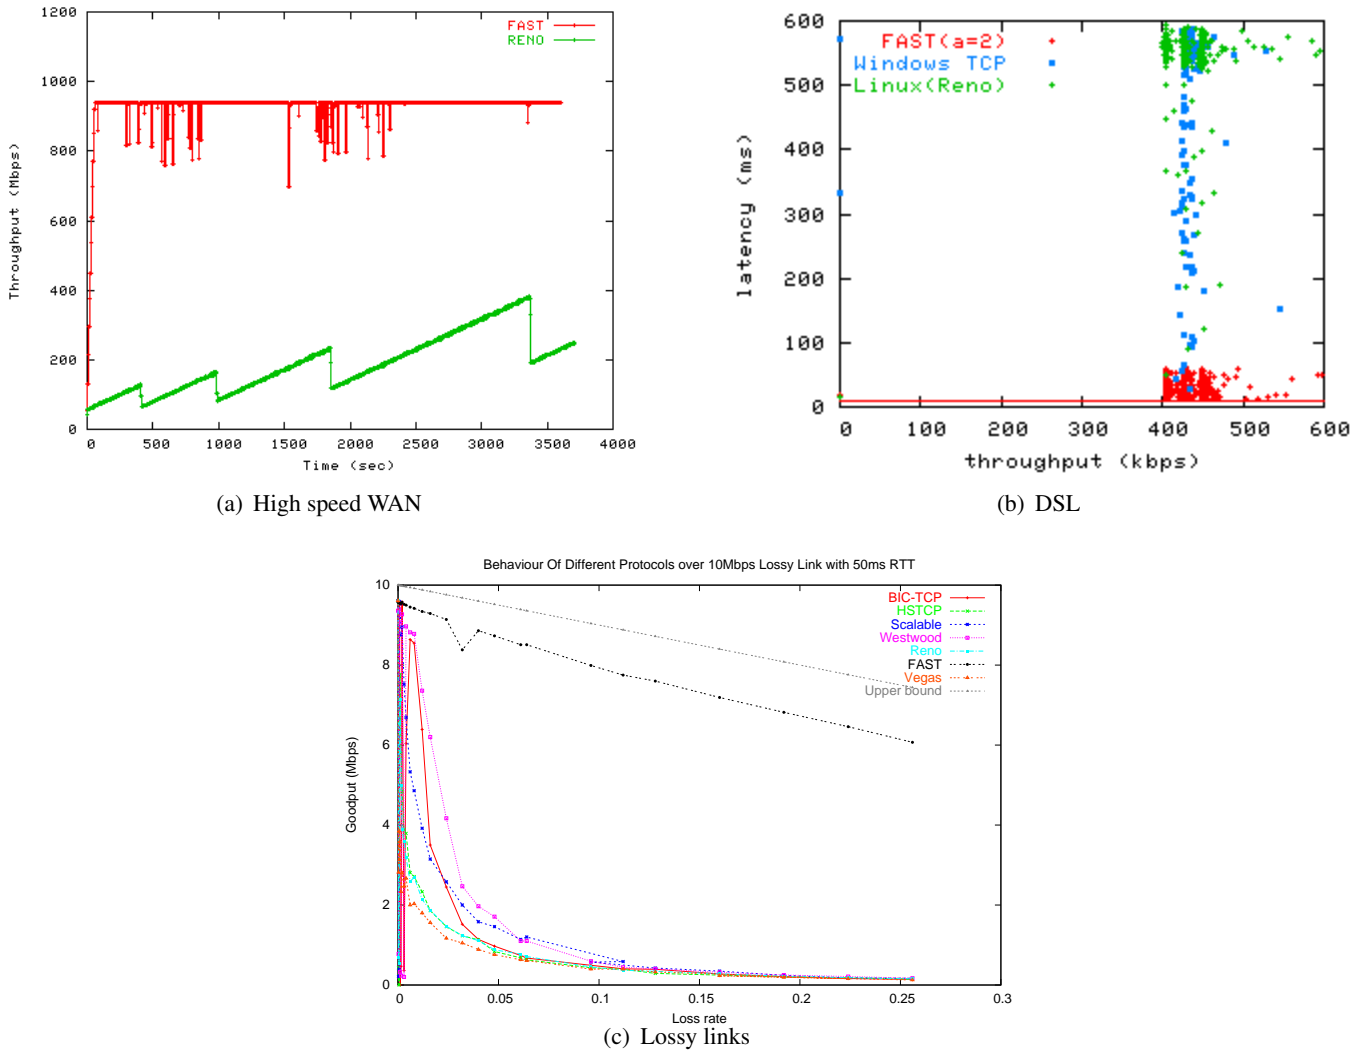 1200
1000
800
600
400
200
0
Throughput (Mbps)
FAST
RENO
0 500 1000 1500 2000 2500 3000 3500 4000
Time (sec)
(a) High speed WAN
600
500
400
300
200
100
0
latency (ms)
FAST(a=2)
Windows TCP
Linux(Reno)
0 100 200 300 400 500 600
throughput (kbps)
(b) DSL
Behaviour Of Different Protocols over 10Mbps Lossy Link with 50ms RTT
10
8
6
4
2
0
Goodput (Mbps)
BIC-TCP
HSTCP
Scalable
Westwood
Reno
FAST
Vegas
Upper bound
0 0.05 0.1 0.15 0.2 0.25 0.3
Loss rate
(c) Lossy links